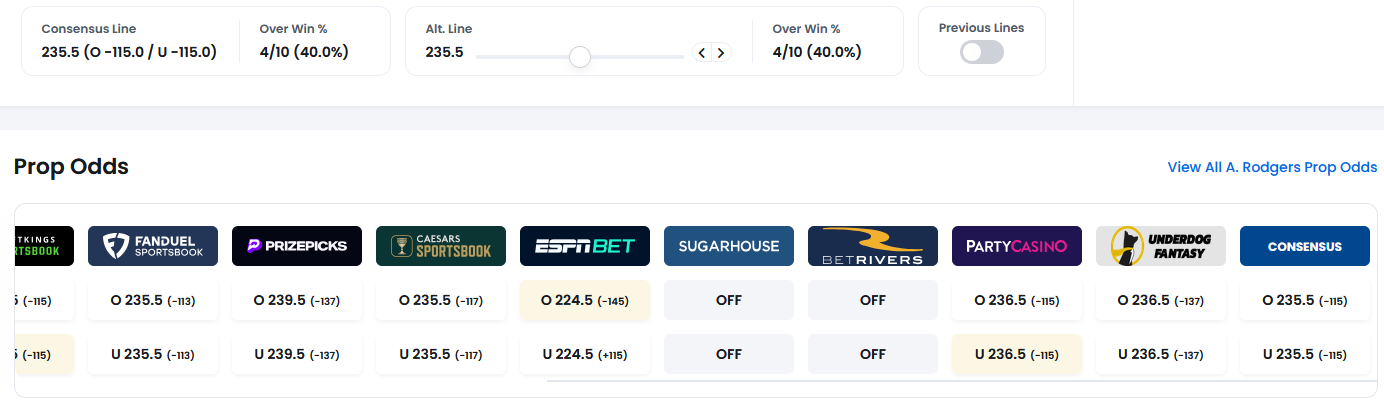 Consensus Line
235.5 (O -115.0 / U -115.0)
Over Win %
4/10 (40.0%)
Alt. Line
235.5
Over Win %
4/10 (40.0%)
Previous Lines
Prop Odds
View All A. Rodgers Prop Odds
TKINGS
RTSBOOK
FANDUEL
SPORTSBOOK
PRIZEPICKS
CAESARS
SPORTSBOOK
ESPN BET
SUGARHOUSE
BETRIVERS
PARTYCASINO
UNDERDOG
FANTASY
CONSENSUS
5 (-115)
O 235.5 (-113)
O 239.5 (-137)
O 235.5 (-117)
O 224.5 (-145)
OFF
OFF
O 236.5 (-115)
O 236.5 (-137)
O 235.5 (-115)
5 (-115)
U 235.5 (-113)
U 239.5 (-137)
U 235.5 (-117)
U 224.5 (+115)
OFF
OFF
U 236.5 (-115)
U 236.5 (-137)
U 235.5 (-115)